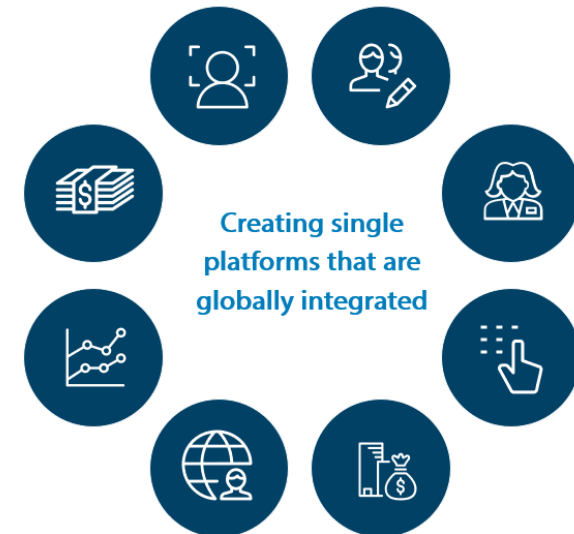 Creating single
platforms that are
globally integrated
$
$